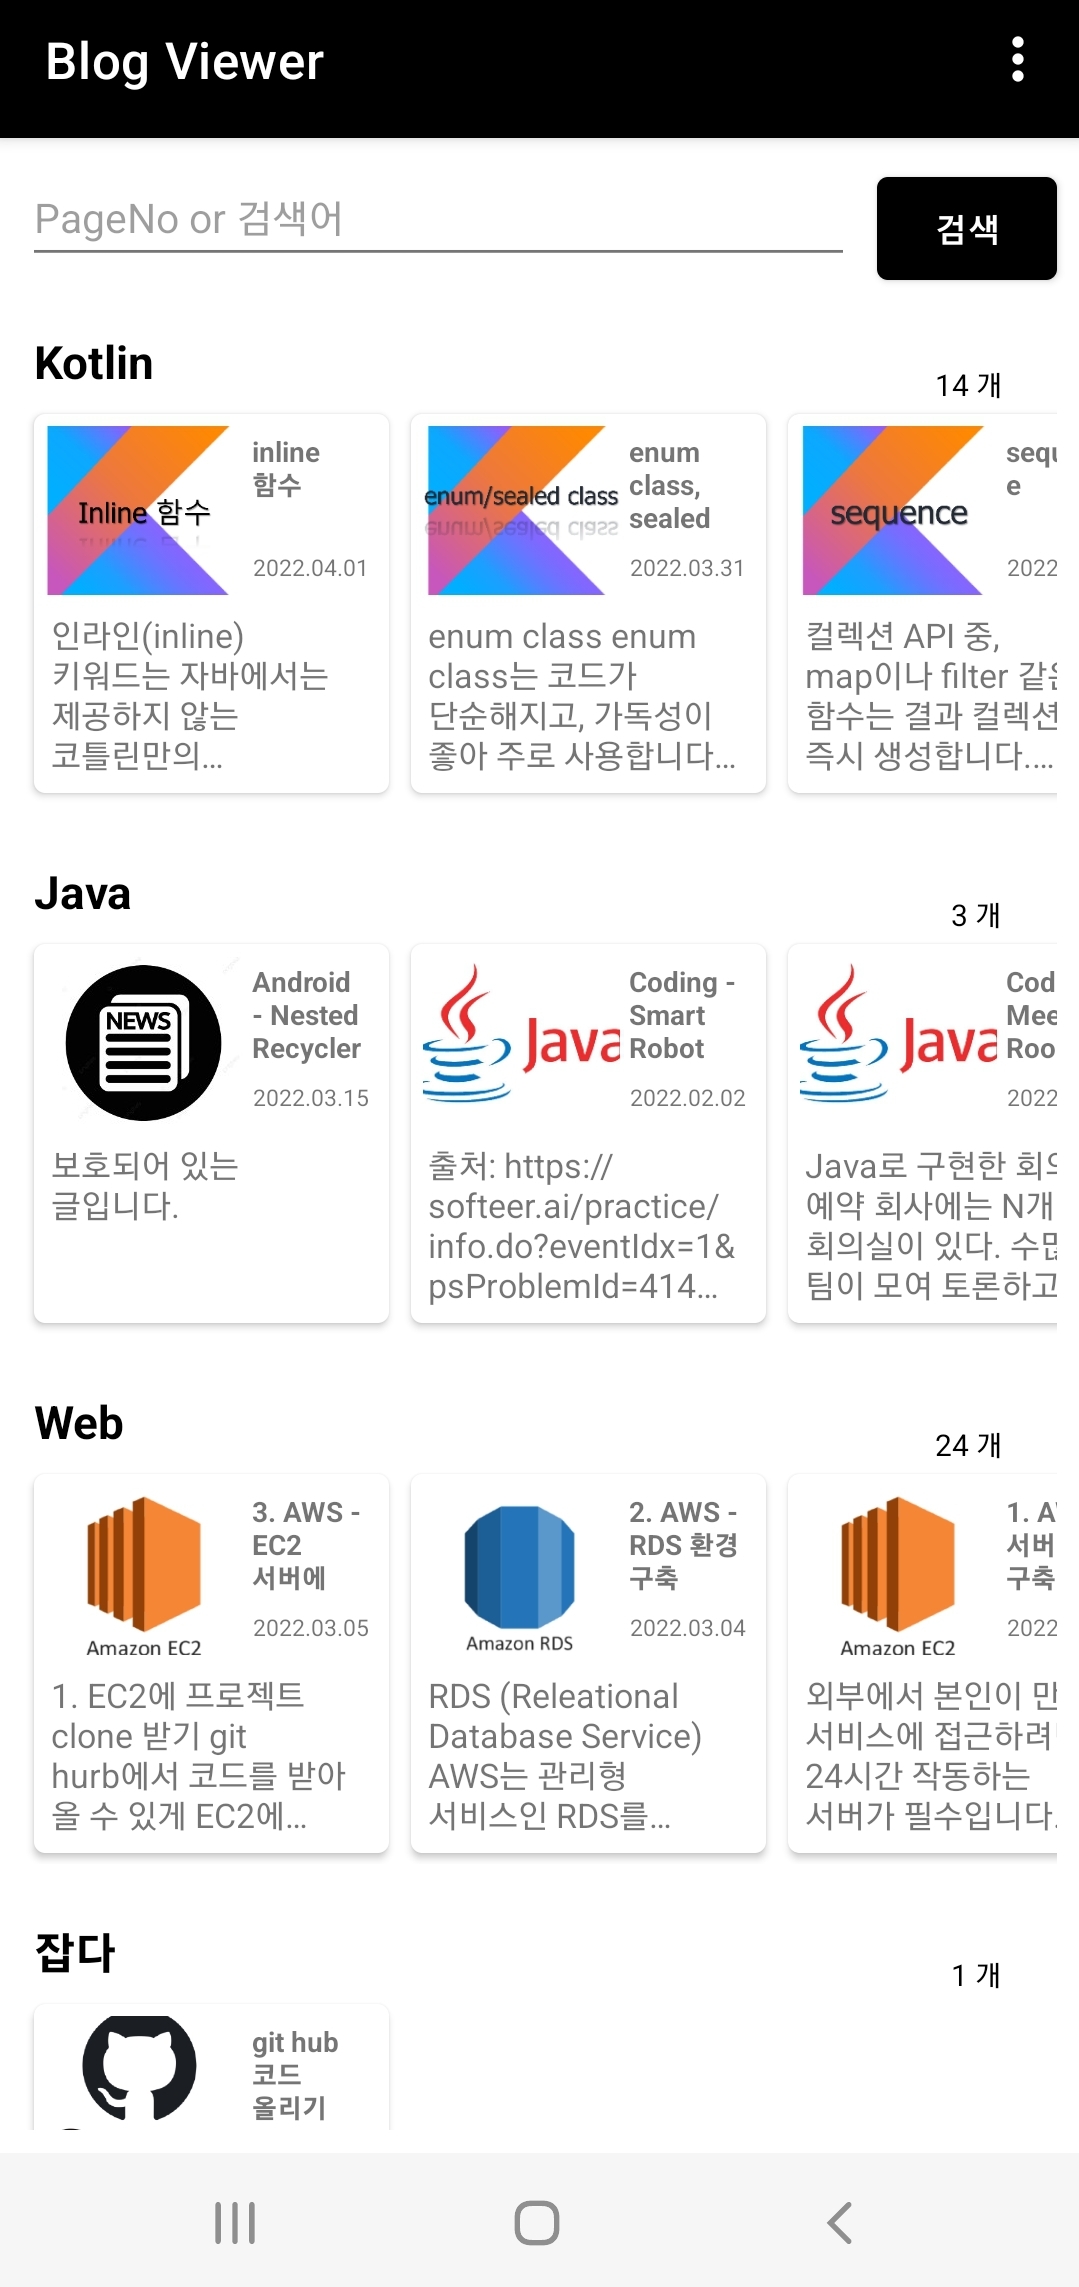 Blog Viewer
PageNo or 검색어
검색
Kotlin
14 개
Inline 함수
inline
함수
2022.04.01
인라인(inline)
키워드는 자바에서는
제공하지 않는
코틀린만의...
enum/sealed class
enum
class,
sealed
2022.03.31
enum class enum
class는 코드가
단순해지고, 가독성이
좋아 주로 사용합니다...
sequence
sequ
e
2022
컬렉션 API 중,
map이나 filter 같은
함수는 결과 컬렉션
즉시 생성합니다....
Java
3 개
NEWS
Android
- Nested
Recycler
2022.03.15
보호되어 있는
글입니다.
Java
Coding -
Smart
Robot
2022.02.02
출처: https://
softeer.ai/practice/
info.do?eventIdx=1&
psProblemId=414...
Java
Cod
Mee
Roo
2022
Java로 구현한 회의
예약 회사에는 N개
회의실이 있다. 수많
팀이 모여 토론하고
Web
24 개
Amazon EC2
3. AWS -
EC2
서버에
2022.03.05
1. EC2에 프로젝트
clone 받기 git
hurb에서 코드를 받아
올 수 있게 EC2에...
Amazon RDS
2. AWS -
RDS 환경
구축
2022.03.04
RDS (Releational
Database Service)
AWS는 관리형
서비스인 RDS를...
Amazon EC2
1. AW
서버
구축
2022
외부에서 본인이 만
서비스에 접근하려면
24시간 작동하는
서버가 필수입니다.
잡다
1 개
git hub
코드
올리기